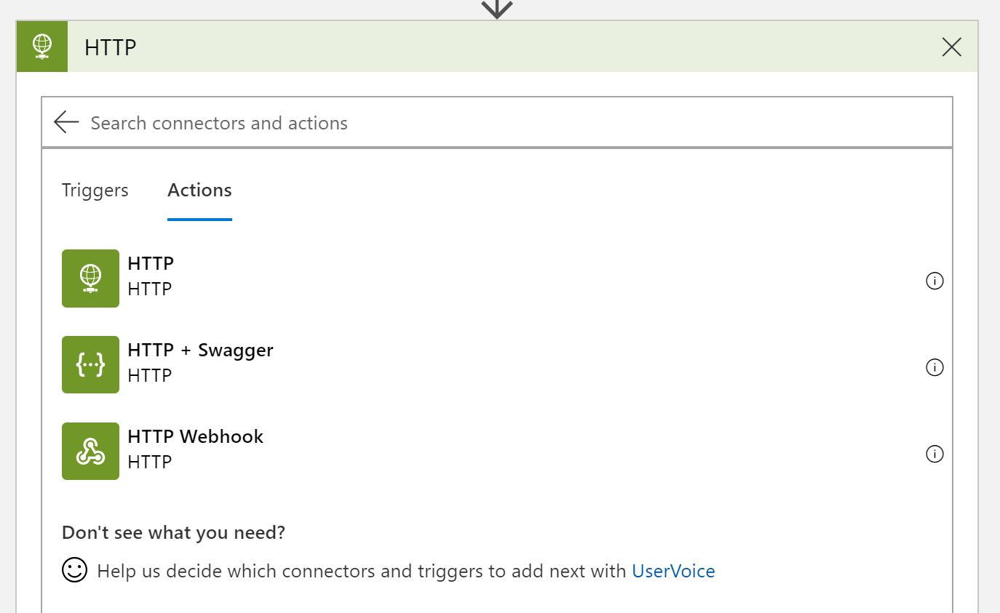 HTTP
Search connectors and actions
Triggers Actions
HTTP
HTTP
HTTP + Swagger
HTTP
HTTP Webhook
HTTP
Don't see what you need?
Help us decide which connectors and triggers to add next with UserVoice